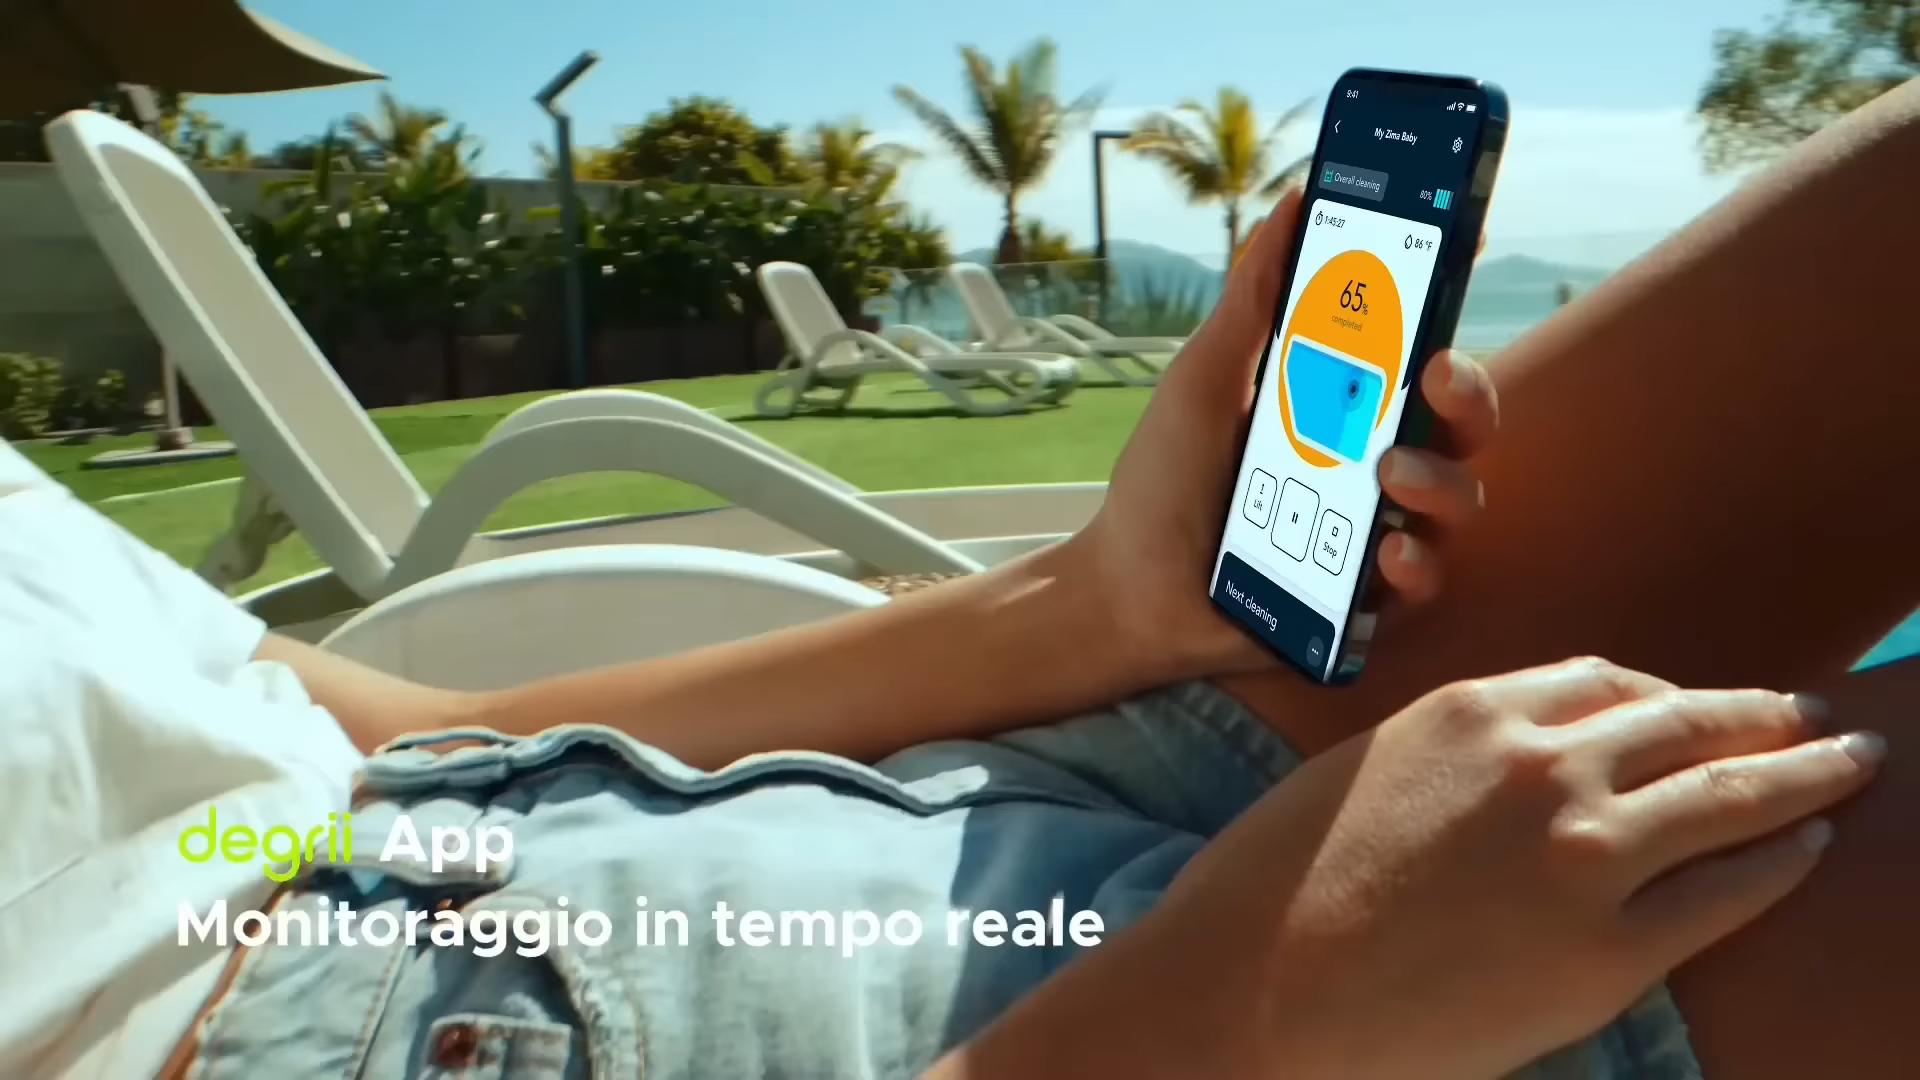 9:41
My Zima Baby
Overall cleaning
80%
1:45:27
86 °F
65%
completed
Lift
Stop
Next cleaning
degrii App
Monitoraggio in tempo reale